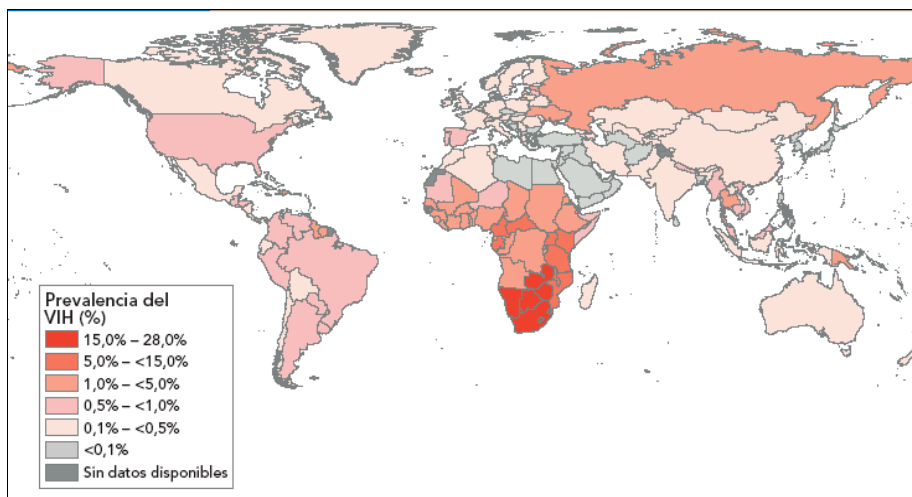 Prevalencia del
VIH (%)
15,0% – 28,0%
5,0% – <15,0%
1,0% – <5,0%
0,5% – <1,0%
0,1% – <0,5%
<0,1%
Sin datos disponibles